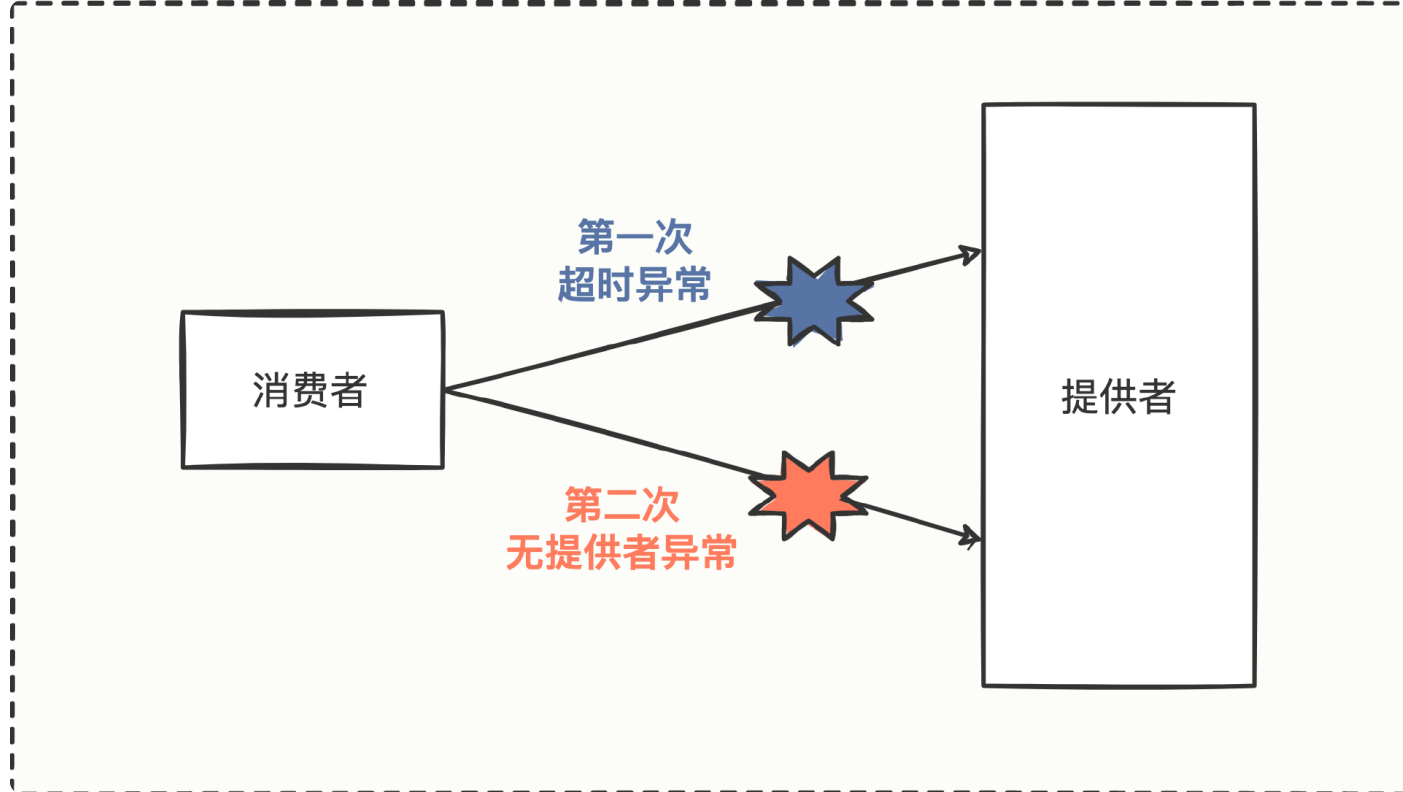 第一次
超时异常
消费者
提供者
第二次
无提供者异常